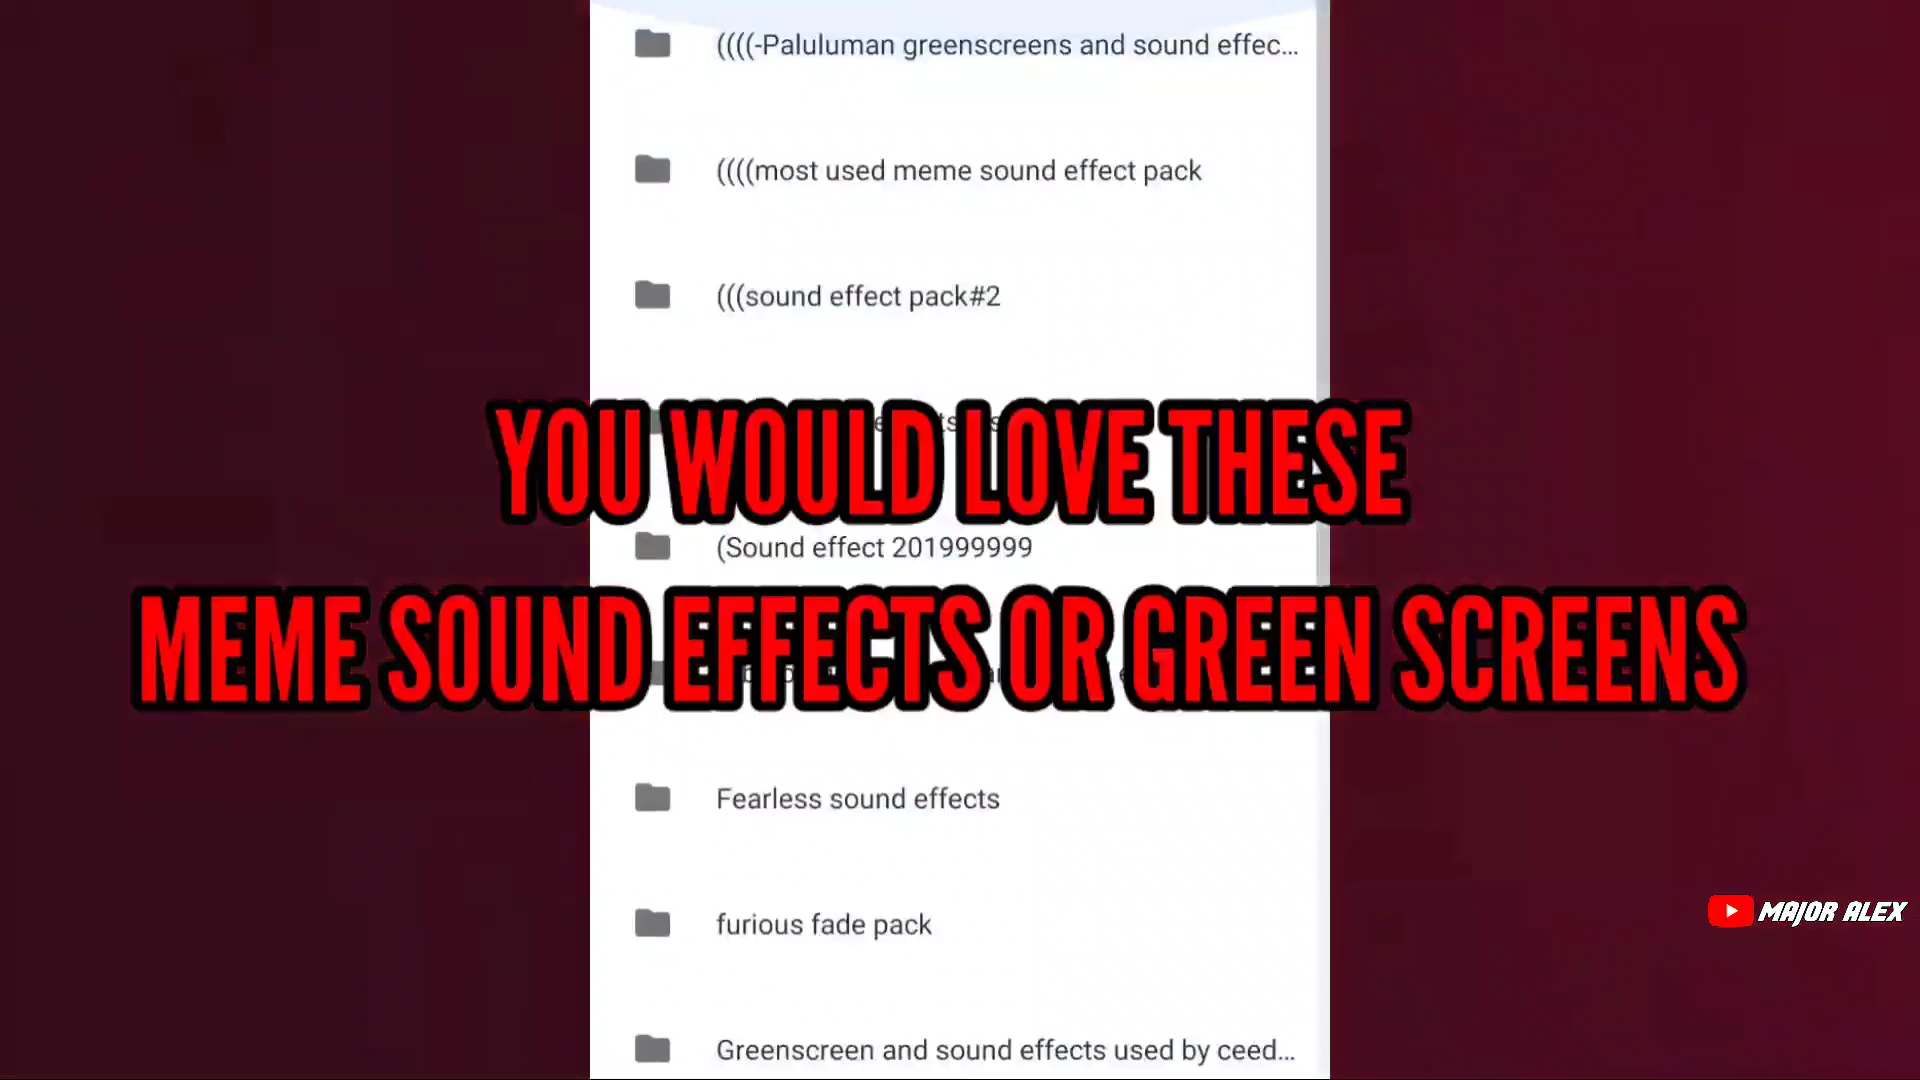 ((((-Paluluman greenscreens and sound effec...
((((most used meme sound effect pack
(((sound effect pack#2
YOU WOULD LOVE THESE
(Sound effect 201999999
MEME SOUND EFFECTS OR GREEN SCREENS
Fearless sound effects
furious fade pack
MAJOR ALEX
Greenscreen and sound effects used by ceed...